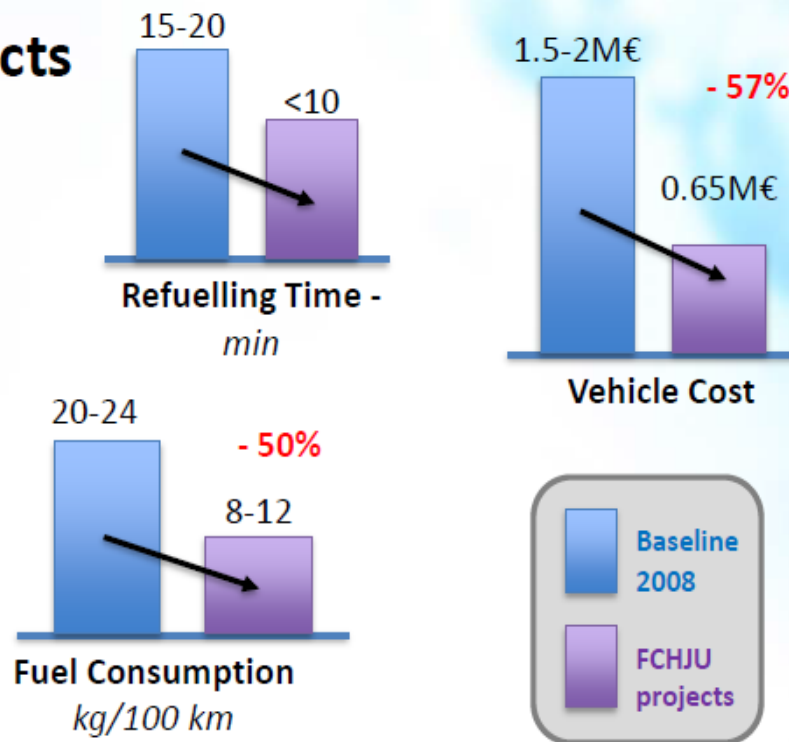 cts
15-20
<10
Refuelling Time -
min
1.5-2M€
- 57%
0.65M€
Vehicle Cost
20-24
- 50%
8-12
Fuel Consumption
kg/100 km
Baseline
2008
FCHJU
projects